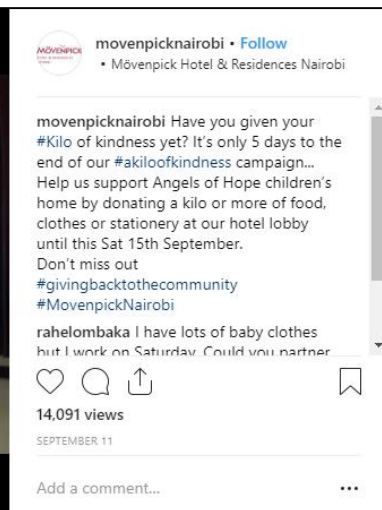 MÖVENPICK
movenpicknairobi • Follow
• Mövenpick Hotel & Residences Nairobi
movenpicknairobi Have you given your
#Kilo of kindness yet? It's only 5 days to the
end of our #akiloofkindness campaign...
Help us support Angels of Hope children's
home by donating a kilo or more of food,
clothes or stationery at our hotel lobby
until this Sat 15th September.
Don't miss out
#givingbacktothecommunity
#MovenpickNairobi
rahelombaka I have lots of baby clothes
but I work on Saturday. Could you partner
14,091 views
SEPTEMBER 11
Add a comment...